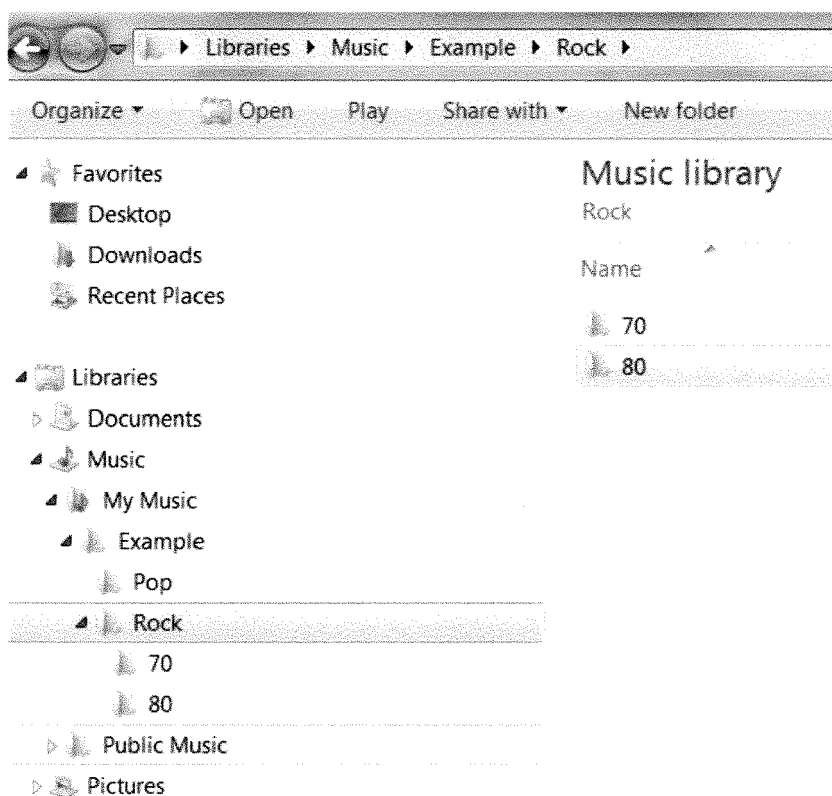 Libraries Music Example Rock
Organize Open Play Share with New folder
Favorites
Desktop
Downloads
Recent Places
Libraries
Documents
Music
My Music
Example
Pop
Rock
70
80
Public Music
Pictures
Music library
Rock
Name
70
80